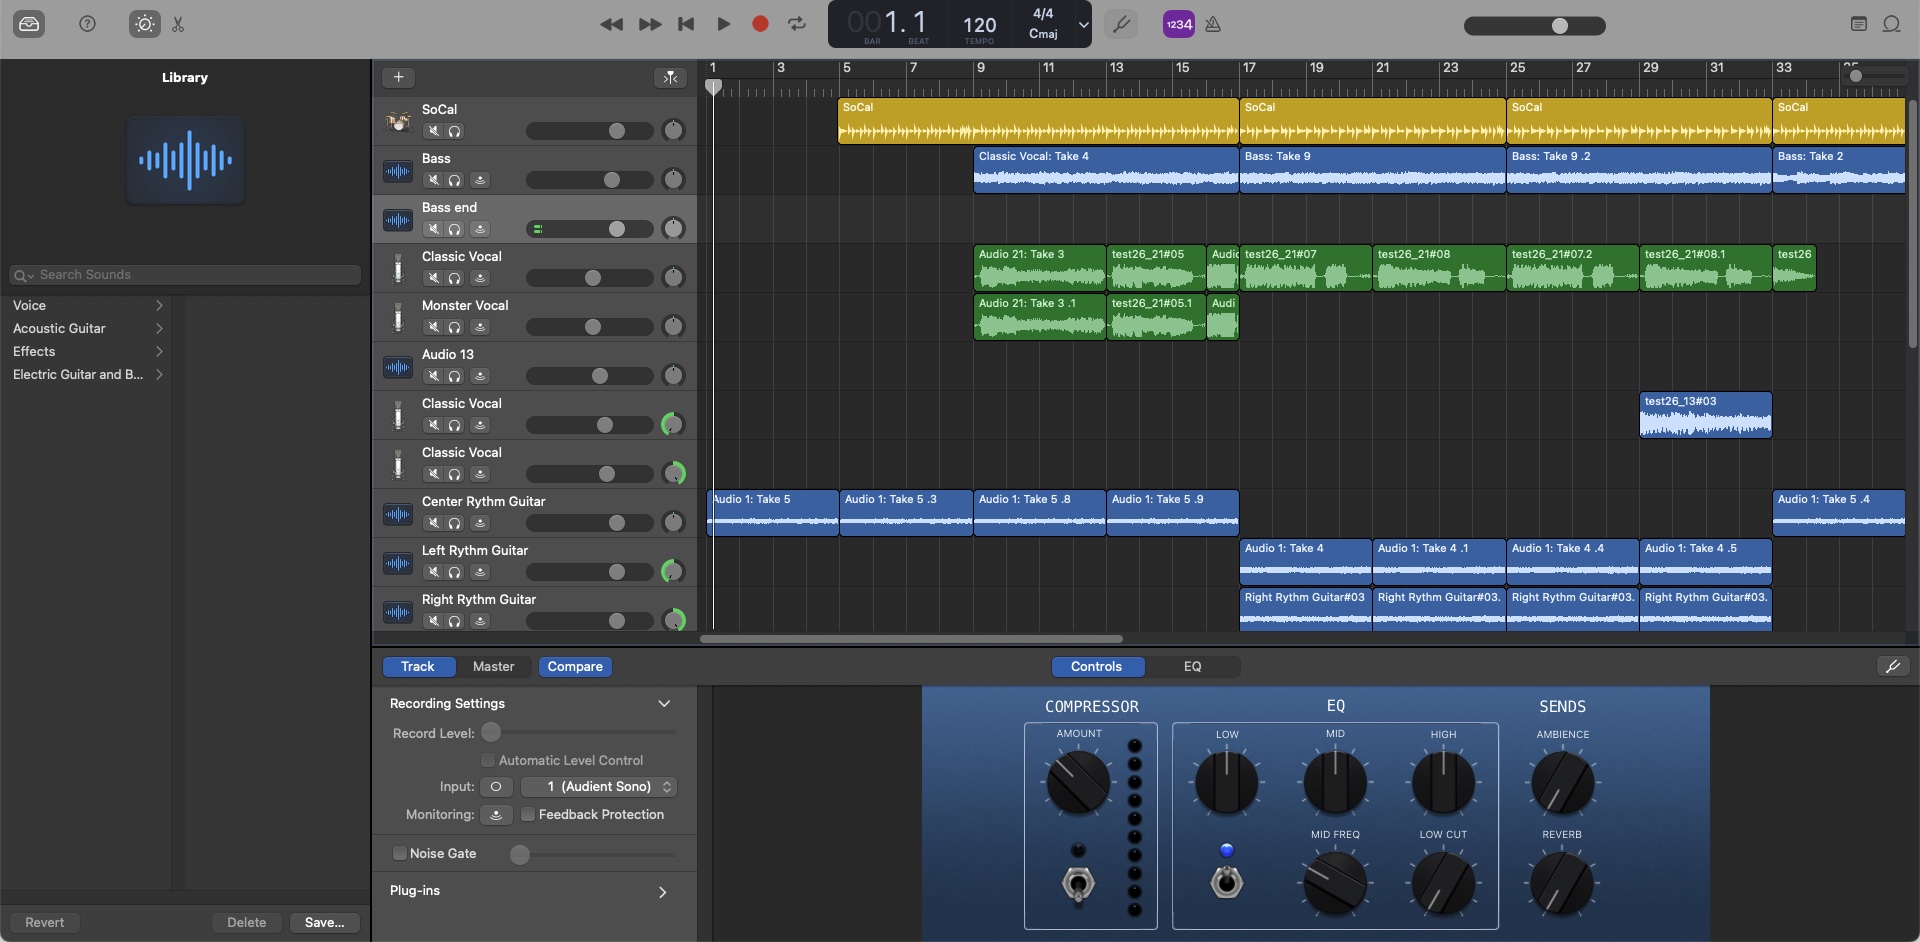 001. 1
BAR
BEAT
120
TEMPO
4/4
Cmaj
1234
Library
Search Sounds
Voice
Acoustic Guitar
Effects
Electric Guitar and B...
Revert
Delete
Save...
1 3 5 7 9 11 13 15 17 19 21 23 25 27 29 31 33
SoCal
SoCal SoCal SoCal SoCal
Bass
Classic Vocal: Take 4 Bass: Take 9 Bass: Take 9 .2 Bass: Take 2
Bass end
Classic Vocal
Audio 21: Take 3 test26_21#05 Audic test26_21#07 test26_21#08 test26_21#07.2 test26_21#08.1 test26
Monster Vocal
Audio 21: Take 3 .1 test26_21#05.1 Audi
Audio 13
Classic Vocal
test26_13#03
Classic Vocal
Center Rythm Guitar
Audio 1: Take 5 Audio 1: Take 5 .3 Audio 1: Take 5 .8 Audio 1: Take 5 .9 Audio 1: Take 5 .4
Left Rythm Guitar
Audio 1: Take 4 Audio 1: Take 4 .1 Audio 1: Take 4 .4 Audio 1: Take 4 .5
Right Rythm Guitar
Right Rythm Guitar#03 Right Rythm Guitar#03. Right Rythm Guitar#03. Right Rythm Guitar#03.
Track Master Compare
Controls EQ
Recording Settings
Record Level:
Automatic Level Control
Input: 1 (Audient Sono)
Monitoring: Feedback Protection
Noise Gate
Plug-ins
COMPRESSOR
AMOUNT
EQ
LOW MID HIGH
MID FREQ LOW CUT
SENDS
AMBIENCE
REVERB